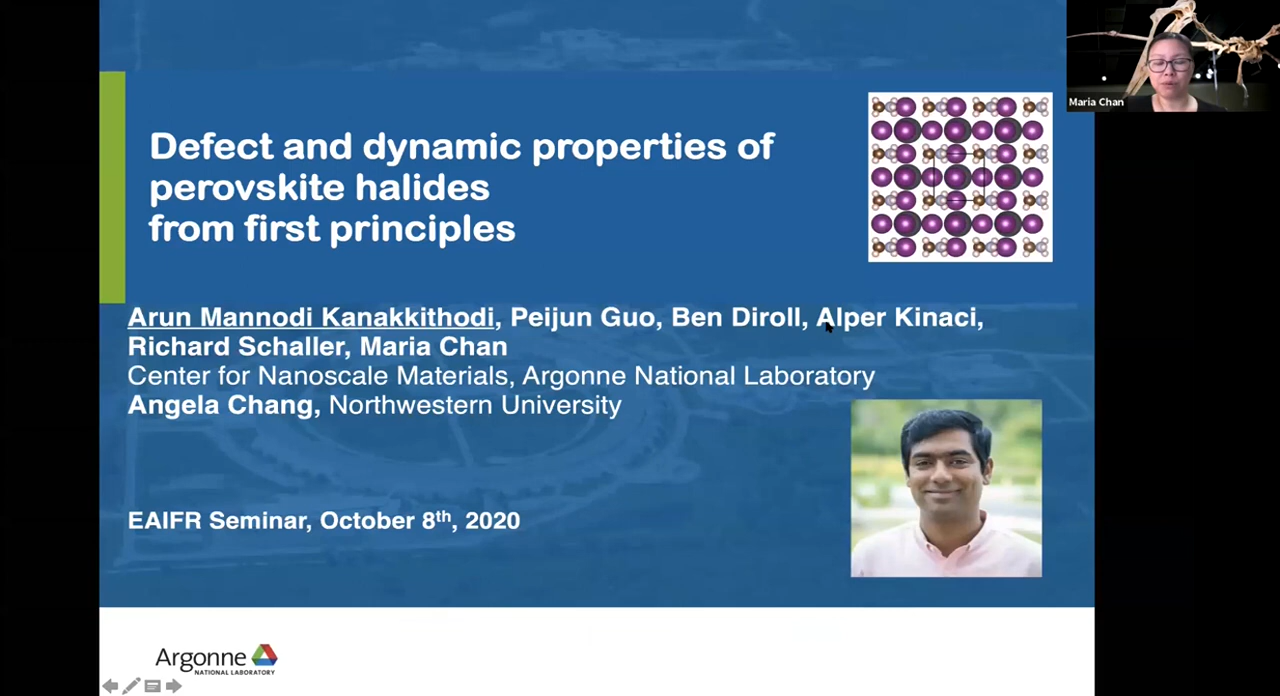 Maria Chan
Defect and dynamic properties of
perovskite halides
from first principles
Arun Mannodi Kanakkithodi, Peijun Guo, Ben Diroll, Alper Kinaci,
Richard Schaller, Maria Chan
Center for Nanoscale Materials, Argonne National Laboratory
Angela Chang, Northwestern University
EAIFR Seminar, October 8th, 2020
Argonne
NATIONAL LABORATORY